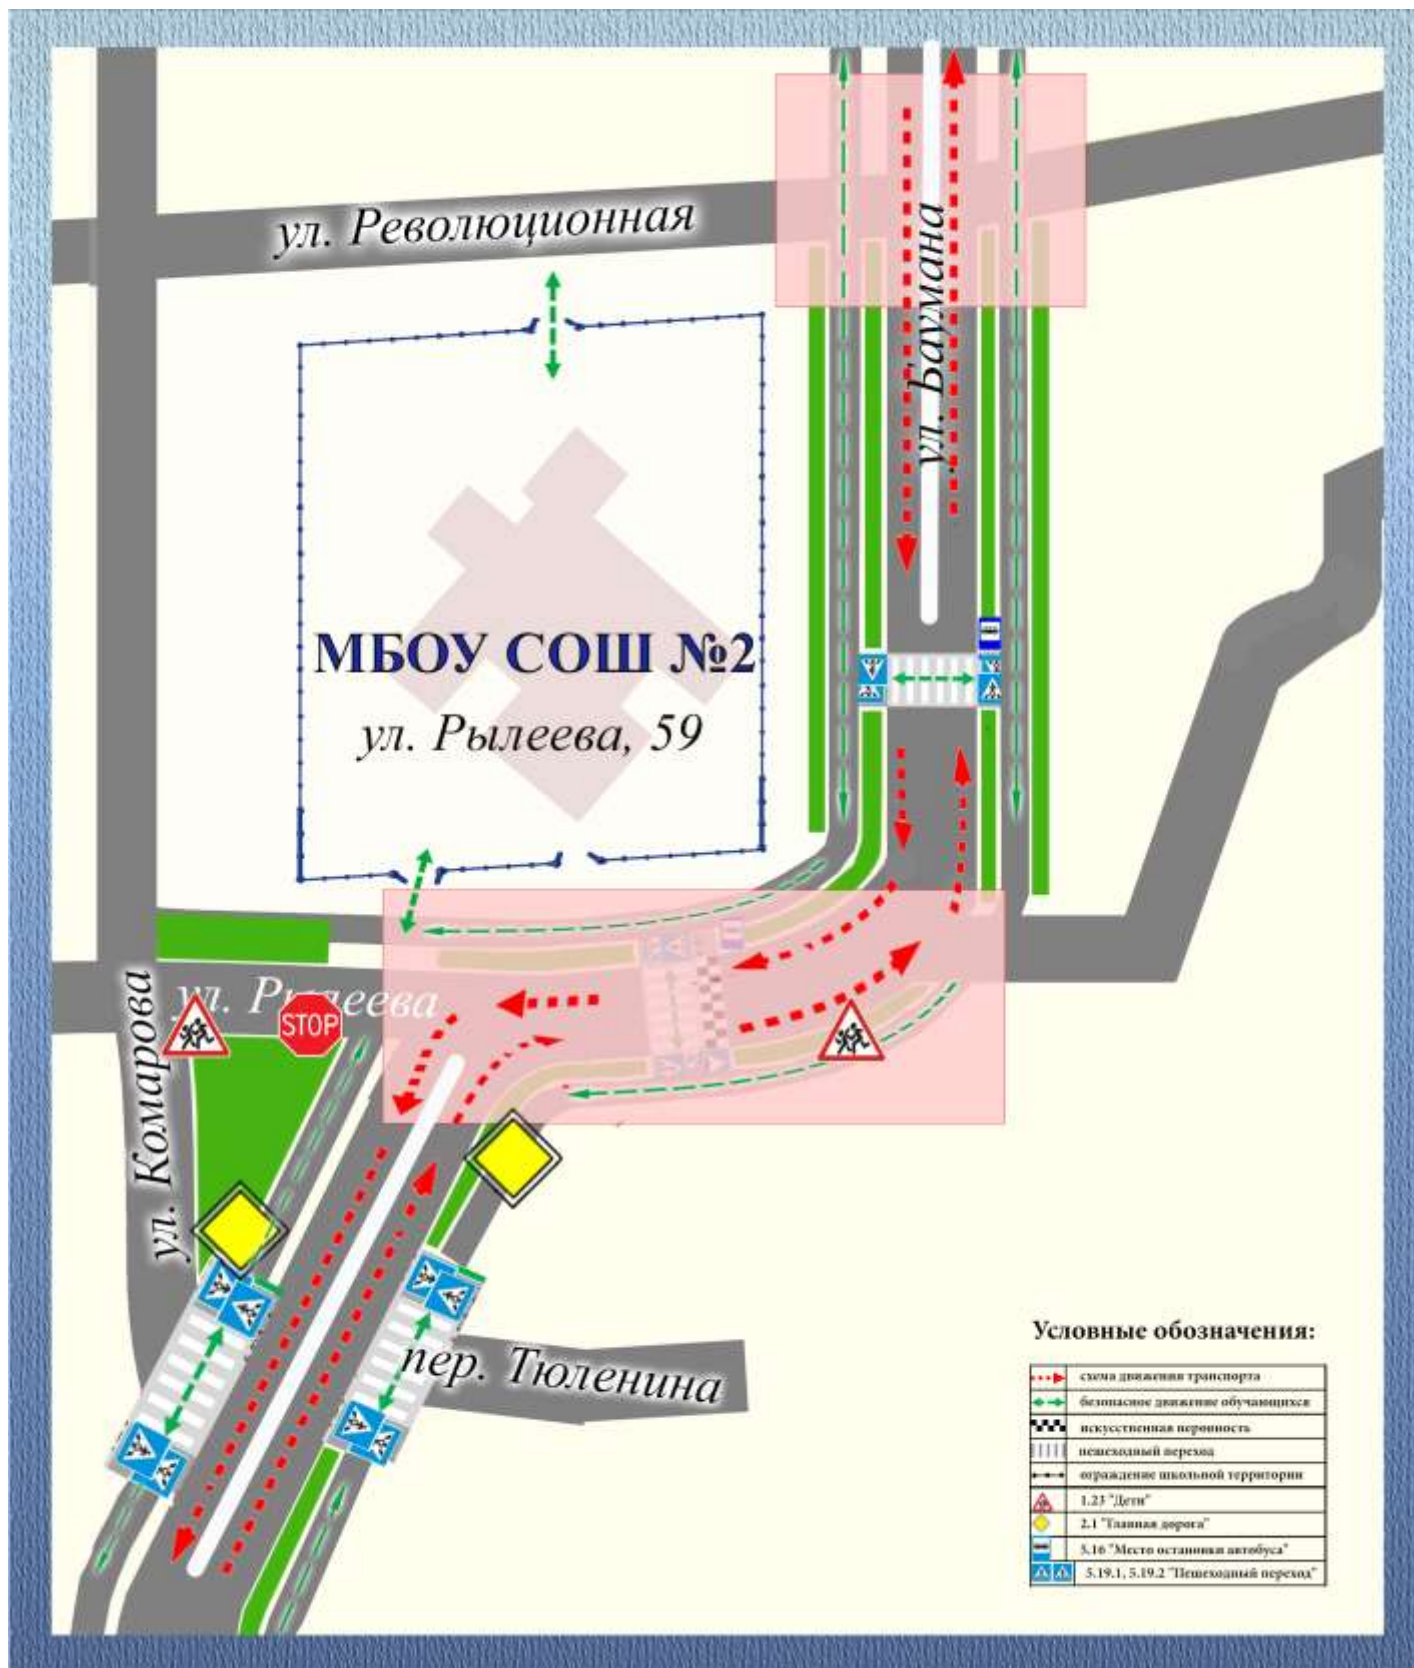 ул. Революционная
ул. Баумана
МБОУ СОШ №2
ул. Рылеева, 59
ул. Рылеева
STOP
ул. Комарова
пер. Тюленина
Условные обозначения:
схема движения транспорта
безопасное движение обучающихся
искусственная неровность
пешеходный переход
ограждение школьной территории
1.23 "Дети"
2.1 "Главная дорога"
5.16 "Место остановки автобуса"
5.19.1, 5.19.2 "Пешеходный переход"